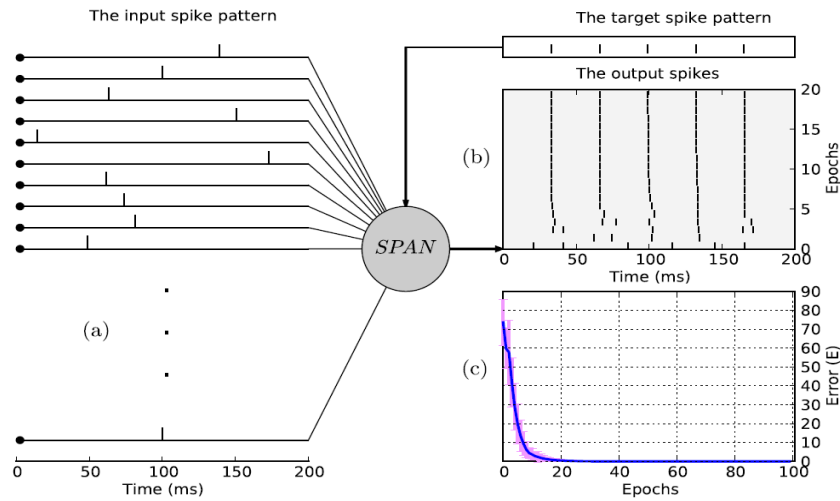 The input spike pattern
(a)
0 50 100 150 200
Time (ms)
SPAN
The target spike pattern
The output spikes
(b)
20
15
10
5
0
Epochs
0 50 100 150 200
Time (ms)
(c)
90
80
70
60
50
40
30
20
10
0
Error (E)
0 20 40 60 80 100
Epochs